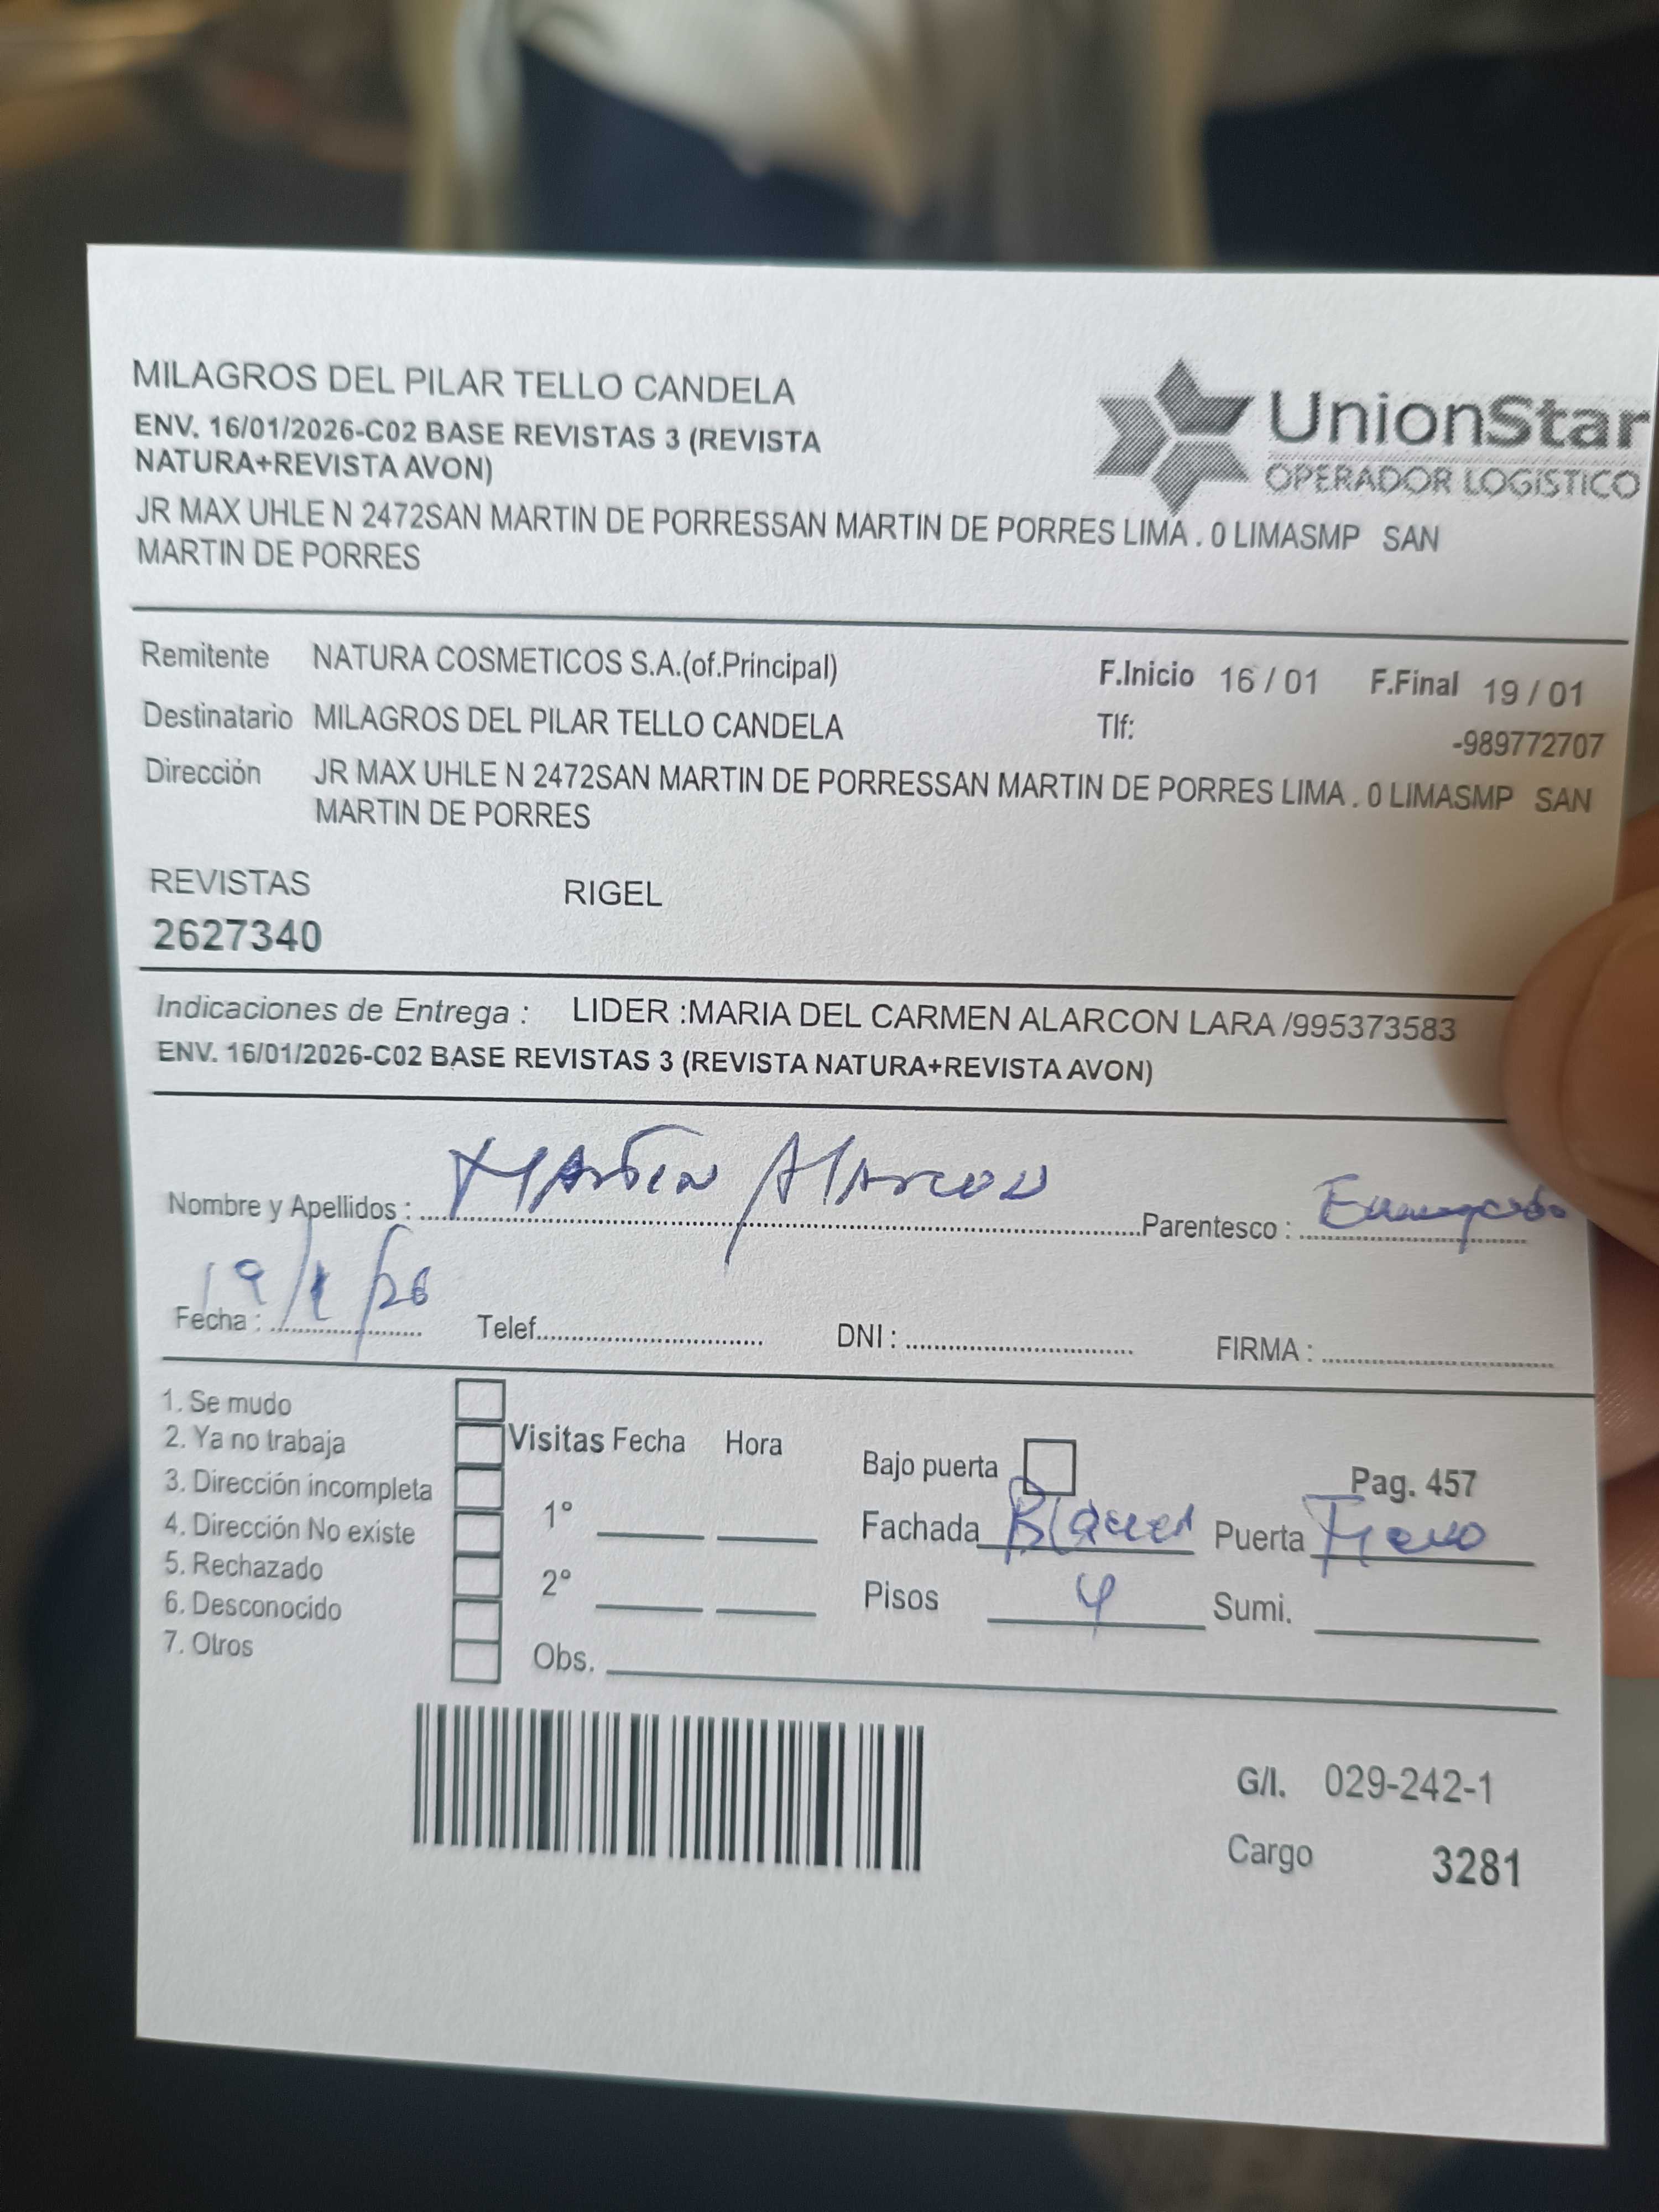 MILAGROS DEL PILAR TELLO CANDELA
ENV. 16/01/2026-C02 BASE REVISTAS 3 (REVISTA
NATURA+REVISTA AVON)
UnionStar
OPERADOR LOGÍSTICO
JR MAX UHLE N 2472SAN MARTIN DE PORRESSAN MARTIN DE PORRES LIMA . 0 LIMASMP SAN
MARTIN DE PORRES
Remitente NATURA COSMETICOS S.A.(of.Principal) F.Inicio 16 / 01 F.Final 19 / 01
Destinatario MILAGROS DEL PILAR TELLO CANDELA Tlf: -989772707
Dirección JR MAX UHLE N 2472SAN MARTIN DE PORRESSAN MARTIN DE PORRES LIMA . 0 LIMASMP SAN
MARTIN DE PORRES
REVISTAS RIGEL
2627340
Indicaciones de Entrega : LIDER :MARIA DEL CARMEN ALARCON LARA /995373583
ENV. 16/01/2026-C02 BASE REVISTAS 3 (REVISTA NATURA+REVISTA AVON)
Nombre y Apellidos : Martin Alarcon Parentesco :
Fecha : 19/1/26 Telef. DNI : FIRMA :
1. Se mudo
2. Ya no trabaja
3. Dirección incompleta
4. Dirección No existe
5. Rechazado
6. Desconocido
7. Otros
Visitas Fecha Hora
1°
2°
Obs.
Bajo puerta Pag. 457
Fachada Puerta Fierro
Pisos 4 Sumi.
G/I. 029-242-1
Cargo 3281